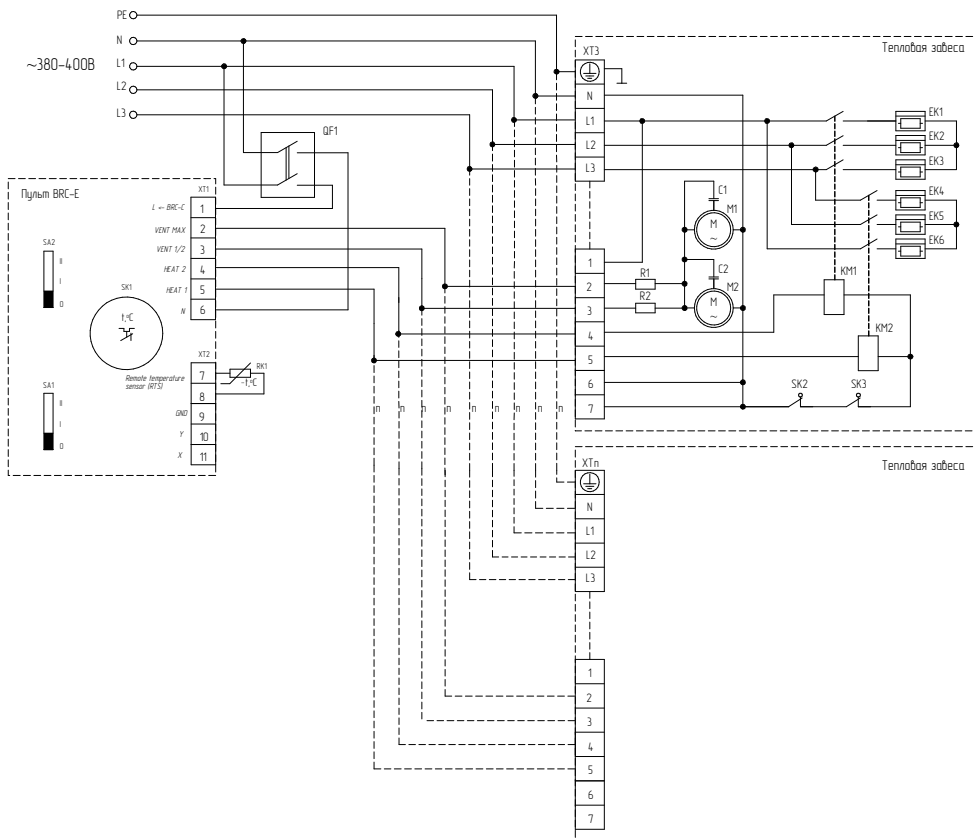 PE
N
L1
L2
L3
~380-400В
QF1
Пульт BRC-E
XT1
L ← BRC-C
1
VENT MAX
2
VENT 1/2
3
HEAT 2
4
HEAT 1
5
N
6
SA2
II
I
0
SK1
t,°C
XT2
Remote temperature
sensor (RTS)
7
8
GND
9
Y
10
X
11
RK1
-t,°C
SA1
II
I
0
n n n n n n n n n
Тепловая завеса
XT3
N
L1
L2
L3
1
2
3
4
5
6
7
C1
M1
M
~
C2
M2
M
~
R1
R2
EK1
EK2
EK3
EK4
EK5
EK6
KM1
KM2
SK2
SK3
Тепловая завеса
XTn
N
L1
L2
L3
1
2
3
4
5
6
7